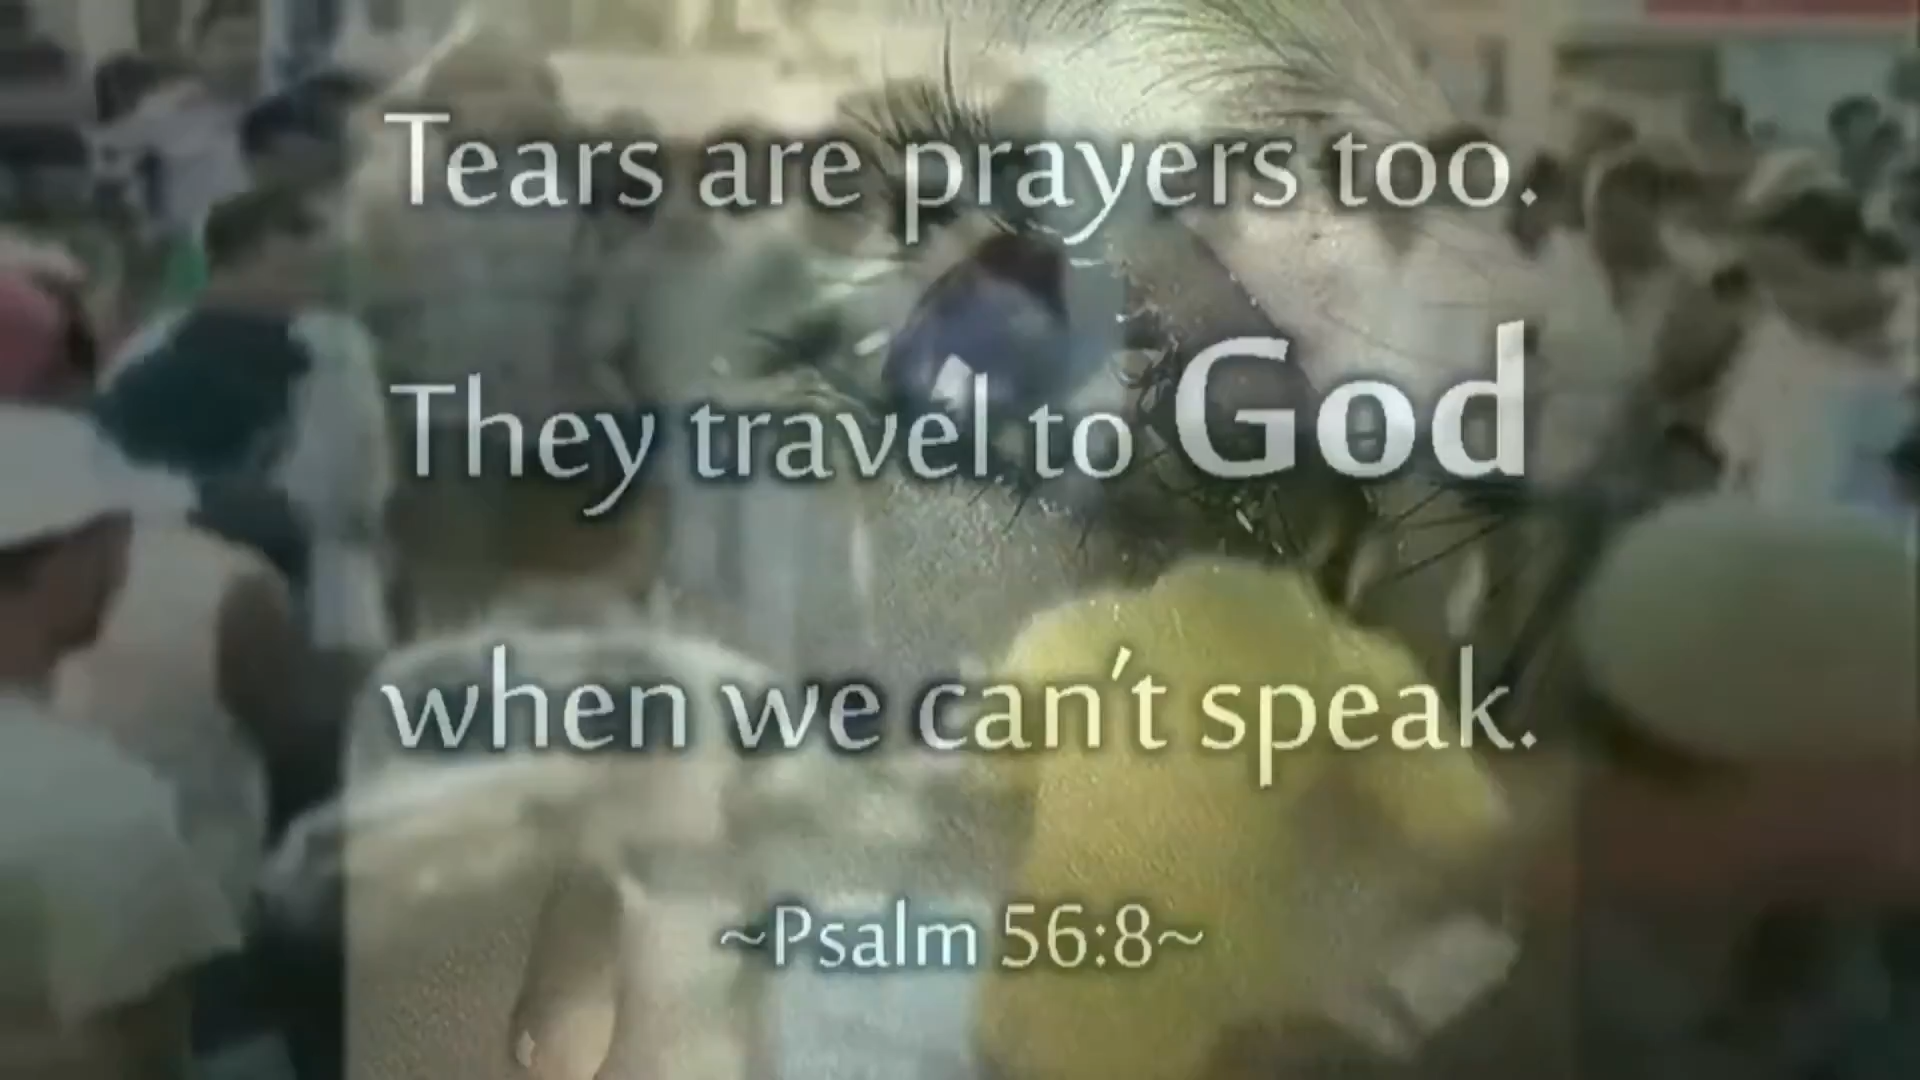 Tears are prayers too.
They travel to God
when we can't speak.
~Psalm 56:8~